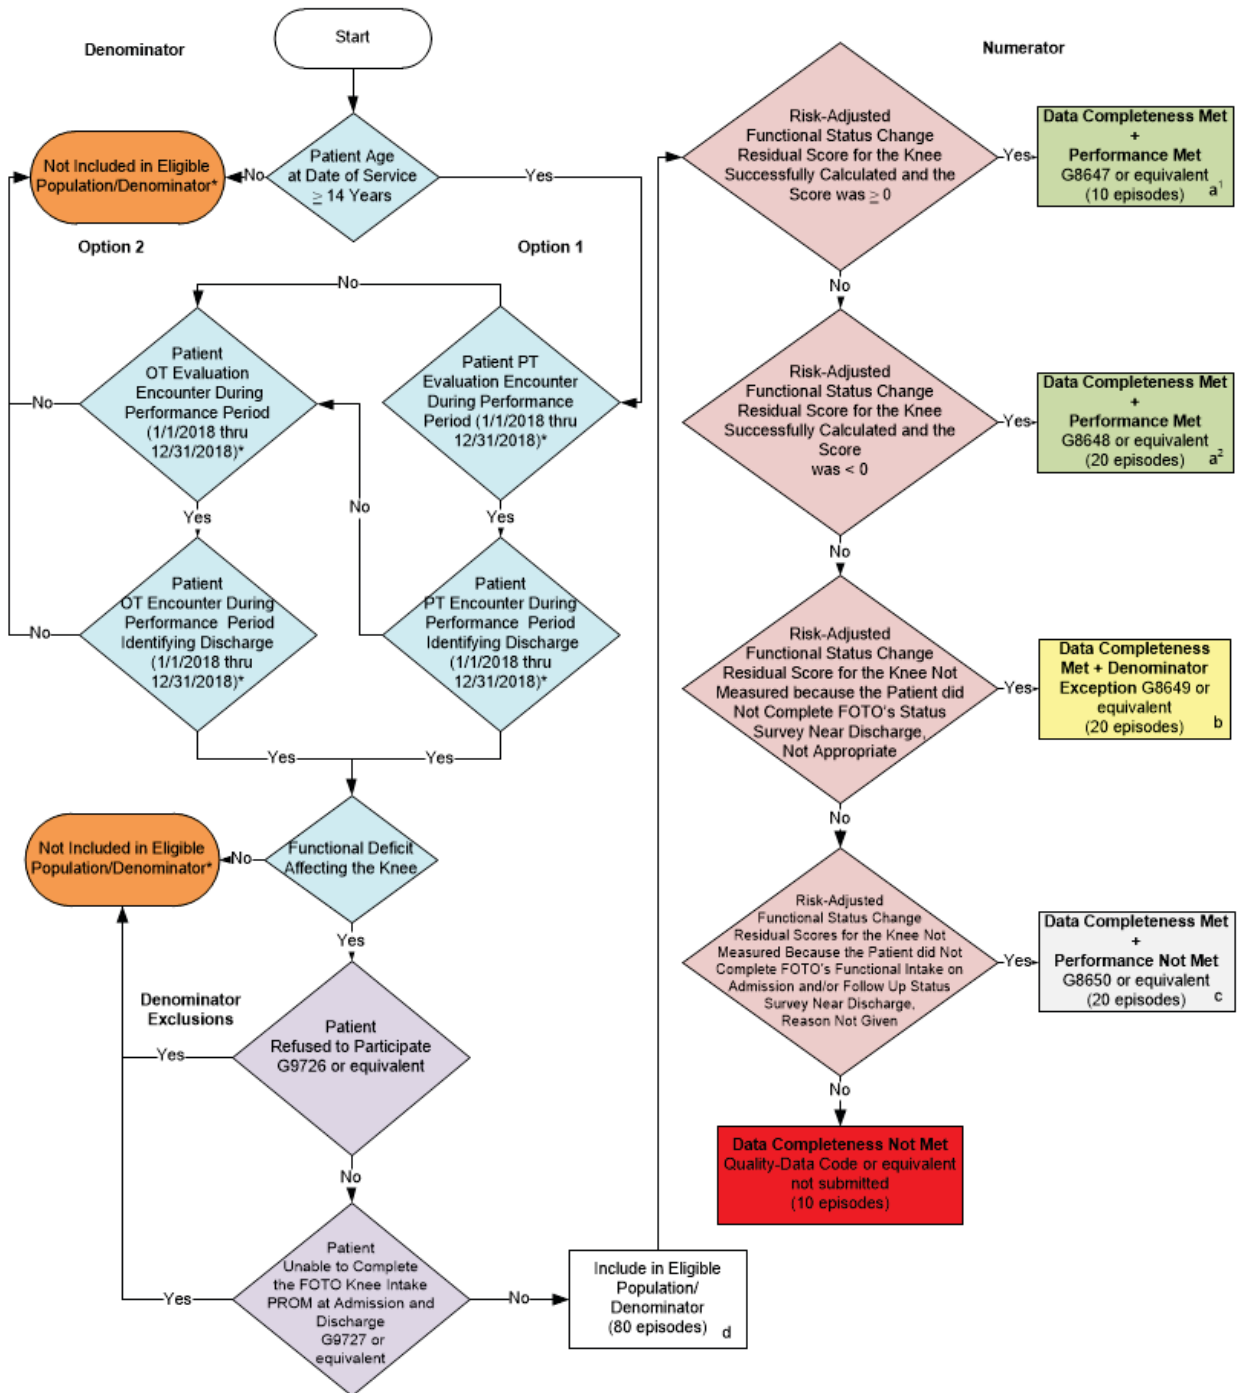 Start
Denominator
Patient Age
at Date of Service
≥ 14 Years
No
Yes
Not Included in Eligible
Population/Denominator*
Option 2
Option 1
No
Patient
OT Evaluation
Encounter During
Performance Period
(1/1/2018 thru
12/31/2018)*
No
Yes
Patient PT
Evaluation Encounter
During Performance
Period (1/1/2018 thru
12/31/2018)*
No
Yes
Patient
OT Encounter During
Performance Period
Identifying Discharge
(1/1/2018 thru
12/31/2018)*
No
Yes
Patient
PT Encounter During
Performance Period
Identifying Discharge
(1/1/2018 thru
12/31/2018)*
Yes
Functional Deficit
Affecting the Knee
No
Yes
Not Included in Eligible
Population/Denominator*
Denominator
Exclusions
Patient
Refused to Participate
G9726 or equivalent
Yes
No
Patient
Unable to Complete
the FOTO Knee Intake
PROM at Admission and
Discharge
G9727 or
equivalent
Yes
No
Include in Eligible
Population/
Denominator
(80 episodes) d
Numerator
Risk-Adjusted
Functional Status Change
Residual Score for the Knee
Successfully Calculated and the
Score was ≥ 0
Yes
No
Data Completeness Met
+
Performance Met
G8647 or equivalent
(10 episodes) a1
Risk-Adjusted
Functional Status Change
Residual Score for the Knee
Successfully Calculated and the
Score
was < 0
Yes
No
Data Completeness Met
+
Performance Met
G8648 or equivalent
(20 episodes) a2
Risk-Adjusted
Functional Status Change
Residual Score for the Knee Not
Measured because the Patient did
Not Complete FOTO's Status
Survey Near Discharge,
Not Appropriate
Yes
No
Data Completeness
Met + Denominator
Exception G8649 or
equivalent
(20 episodes) b
Risk-Adjusted
Functional Status Change
Residual Scores for the Knee Not
Measured Because the Patient did Not
Complete FOTO's Functional Intake on
Admission and/or Follow Up Status
Survey Near Discharge,
Reason Not Given
Yes
No
Data Completeness Met
+
Performance Not Met
G8650 or equivalent
(20 episodes) c
Data Completeness Not Met
Quality-Data Code or equivalent
not submitted
(10 episodes)